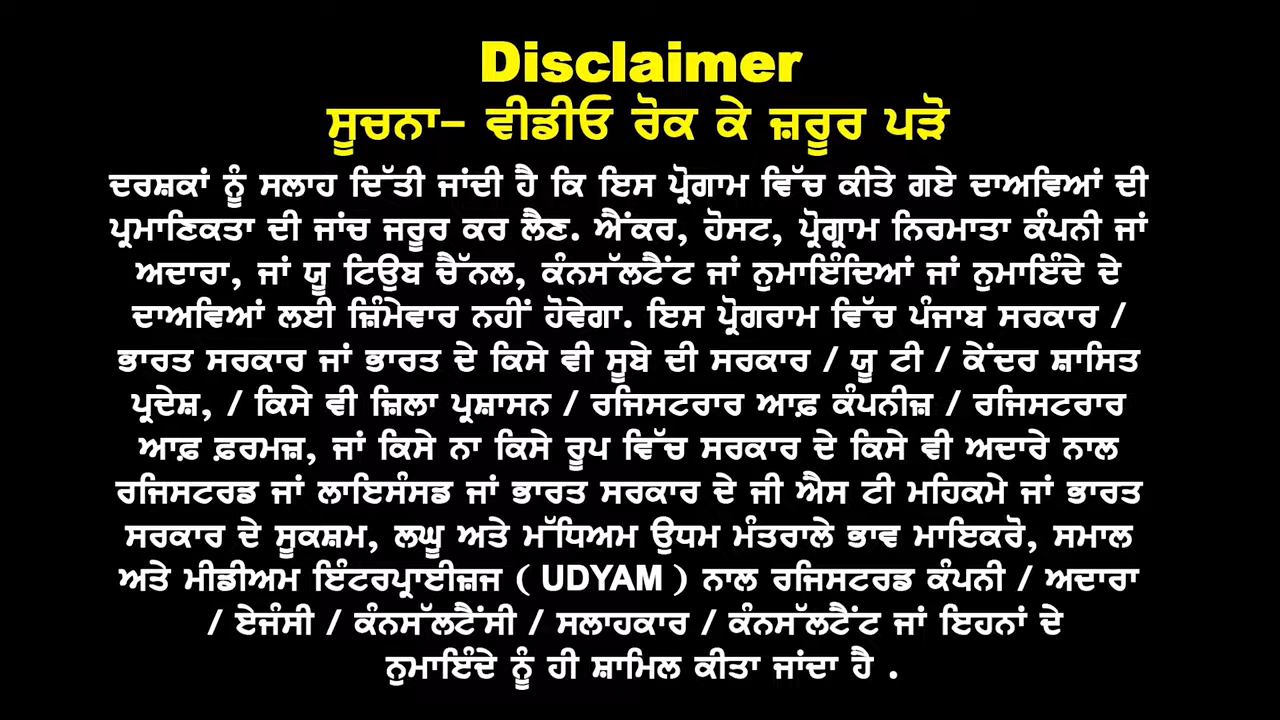 Disclaimer
ਸੂਚਨਾ- ਵੀਡੀਓ ਰੋਕ ਕੇ ਜ਼ਰੂਰ ਪੜੋ
ਦਰਸ਼ਕਾਂ ਨੂੰ ਸਲਾਹ ਦਿੱਤੀ ਜਾਂਦੀ ਹੈ ਕਿ ਇਸ ਪ੍ਰੋਗਾਮ ਵਿੱਚ ਕੀਤੇ ਗਏ ਦਾਅਵਿਆਂ ਦੀ
ਪ੍ਰਮਾਣਿਕਤਾ ਦੀ ਜਾਂਚ ਜਰੂਰ ਕਰ ਲੈਣ. ਐਂਕਰ, ਹੋਸਟ, ਪ੍ਰੋਗ੍ਰਾਮ ਨਿਰਮਾਤਾ ਕੰਪਨੀ ਜਾਂ
ਅਦਾਰਾ, ਜਾਂ ਯੂ ਟਿਊਬ ਚੈੱਨਲ, ਕੰਨਸੱਲਟੈਂਟ ਜਾਂ ਨੁਮਾਇੰਦਿਆਂ ਜਾਂ ਨੁਮਾਇੰਦੇ ਦੇ
ਦਾਅਵਿਆਂ ਲਈ ਜ਼ਿੰਮੇਵਾਰ ਨਹੀਂ ਹੋਵੇਗਾ. ਇਸ ਪ੍ਰੋਗਰਾਮ ਵਿੱਚ ਪੰਜਾਬ ਸਰਕਾਰ /
ਭਾਰਤ ਸਰਕਾਰ ਜਾਂ ਭਾਰਤ ਦੇ ਕਿਸੇ ਵੀ ਸੂਬੇ ਦੀ ਸਰਕਾਰ / ਯੂ ਟੀ / ਕੇਂਦਰ ਸ਼ਾਸਿਤ
ਪ੍ਰਦੇਸ਼, / ਕਿਸੇ ਵੀ ਜ਼ਿਲਾ ਪ੍ਰਸ਼ਾਸਨ / ਰਜਿਸਟਰਾਰ ਆਫ਼ ਕੰਪਨੀਜ਼ / ਰਜਿਸਟਰਾਰ
ਆਫ਼ ਫ਼ਰਮਜ਼, ਜਾਂ ਕਿਸੇ ਨਾ ਕਿਸੇ ਰੂਪ ਵਿੱਚ ਸਰਕਾਰ ਦੇ ਕਿਸੇ ਵੀ ਅਦਾਰੇ ਨਾਲ
ਰਜਿਸਟਰਡ ਜਾਂ ਲਾਇਸੰਸਡ ਜਾਂ ਭਾਰਤ ਸਰਕਾਰ ਦੇ ਜੀ ਐਸ ਟੀ ਮਹਿਕਮੇ ਜਾਂ ਭਾਰਤ
ਸਰਕਾਰ ਦੇ ਸੂਕਸ਼ਮ, ਲਘੂ ਅਤੇ ਮੱਧਿਅਮ ਉਧਮ ਮੰਤਰਾਲੇ ਭਾਵ ਮਾਇਕਰੋ, ਸਮਾਲ
ਅਤੇ ਮੀਡੀਅਮ ਇੰਟਰਪ੍ਰਾਈਜ਼ਜ ( UDYAM ) ਨਾਲ ਰਜਿਸਟਰਡ ਕੰਪਨੀ / ਅਦਾਰਾ
/ ਏਜੰਸੀ / ਕੰਨਸੱਲਟੈਂਸੀ / ਸਲਾਹਕਾਰ / ਕੰਨਸੱਲਟੈਂਟ ਜਾਂ ਇਹਨਾਂ ਦੇ
ਨੁਮਾਇੰਦੇ ਨੂੰ ਹੀ ਸ਼ਾਮਿਲ ਕੀਤਾ ਜਾਂਦਾ ਹੈ .